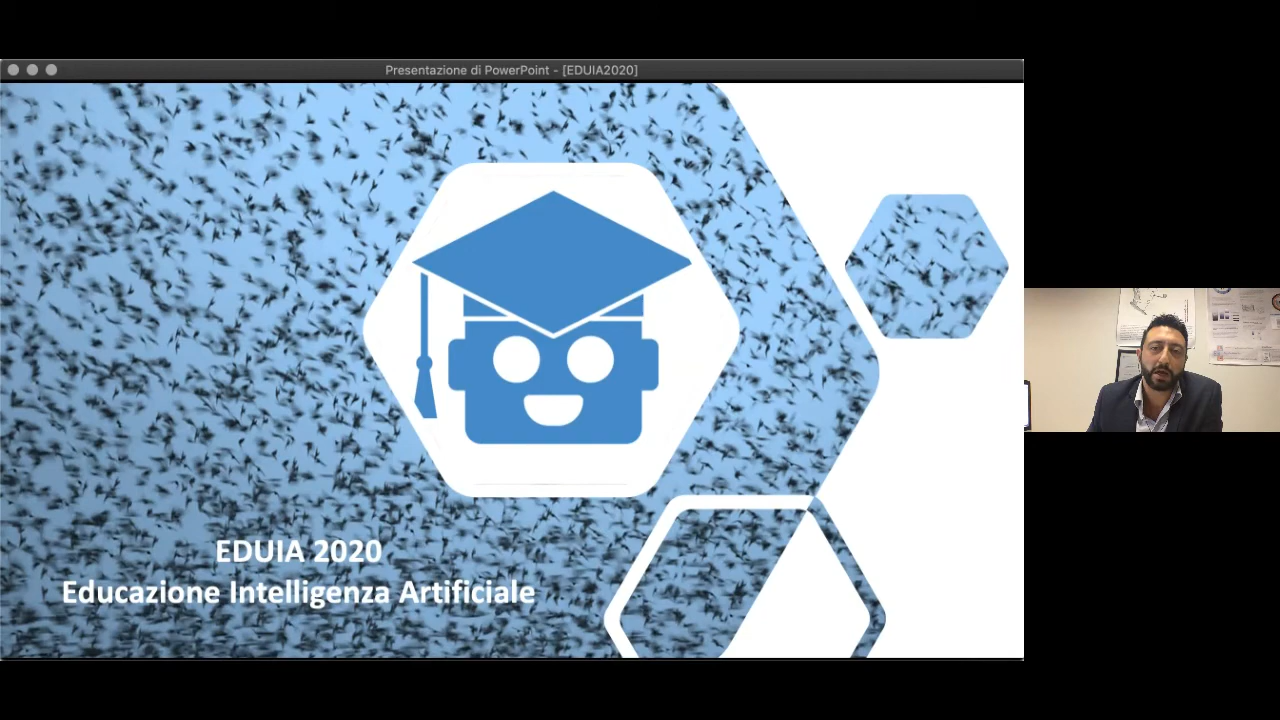 Presentazione di PowerPoint - [EDUIA2020]
EDUIA 2020
Educazione Intelligenza Artificiale